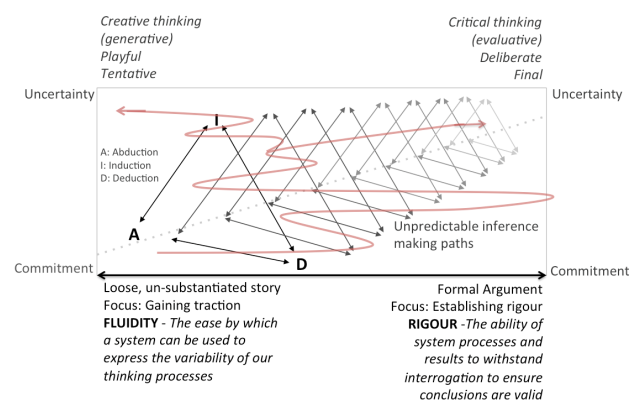 Creative thinking
(generative)
Playful
Tentative
Critical thinking
(evaluative)
Deliberate
Final
Uncertainty
Uncertainty
I
A: Abduction
I: Induction
D: Deduction
A
Unpredictable inference
making paths
D
Commitment
Commitment
Loose, un-substantiated story
Focus: Gaining traction
FLUIDITY - The ease by which
a system can be used to
express the variability of our
thinking processes
Formal Argument
Focus: Establishing rigour
RIGOUR -The ability of
system processes and
results to withstand
interrogation to ensure
conclusions are valid